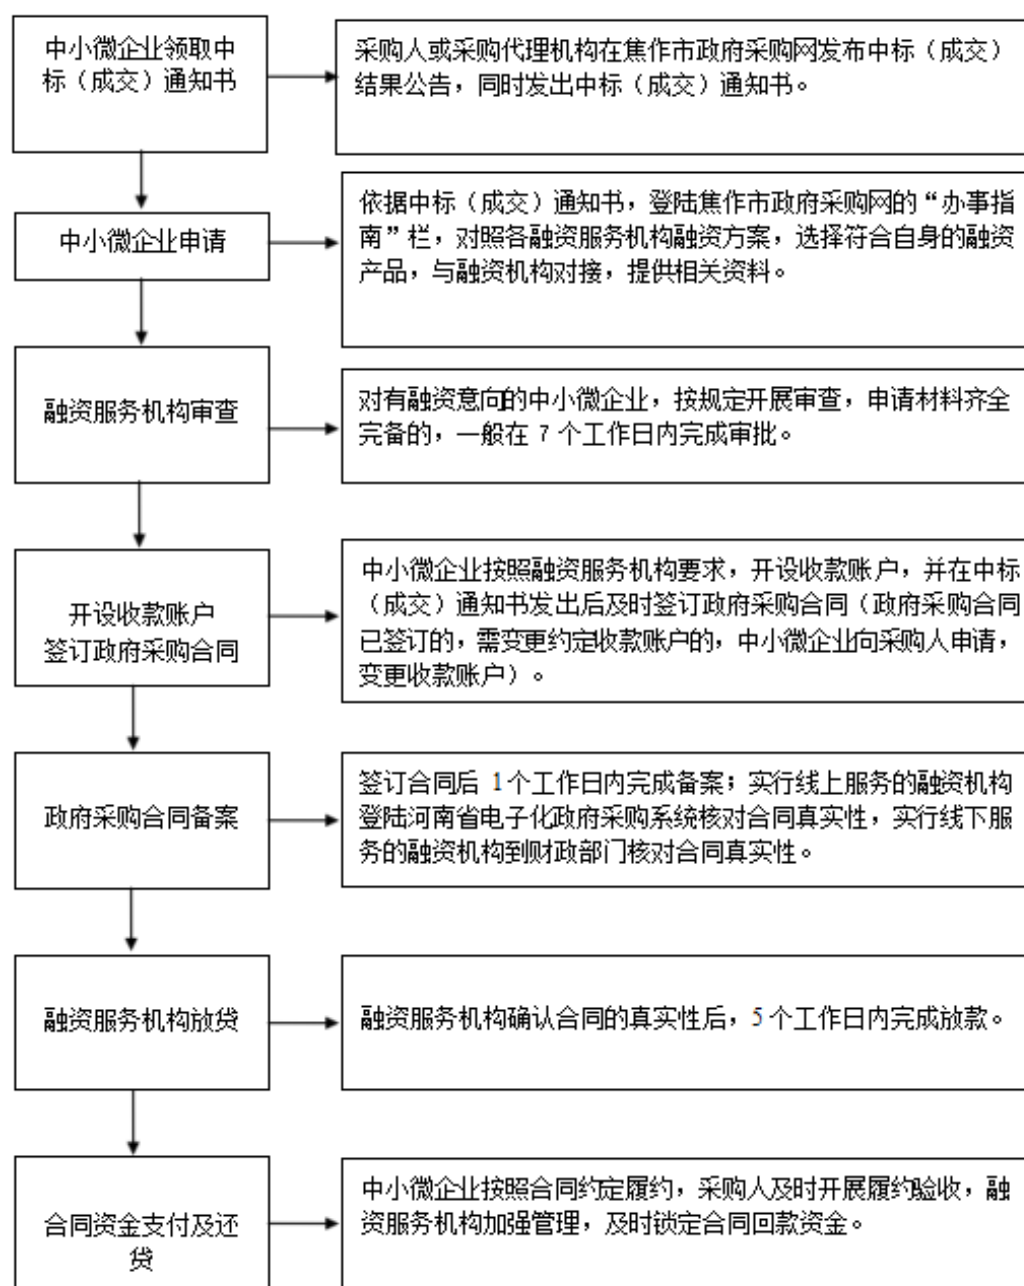 中小微企业领取中
标（成交）通知书
采购人或采购代理机构在焦作市政府采购网发布中标（成交）
结果公告，同时发出中标（成交）通知书。
中小微企业申请
依据中标（成交）通知书，登陆焦作市政府采购网的“办事指
南”栏，对照各融资服务机构融资方案，选择符合自身的融资
产品，与融资机构对接，提供相关资料。
融资服务机构审查
对有融资意向的中小微企业，按规定开展审查，申请材料齐全
完备的，一般在 7 个工作日内完成审批。
开设收款账户
签订政府采购合同
中小微企业按照融资服务机构要求，开设收款账户，并在中标
（成交）通知书发出后及时签订政府采购合同（政府采购合同
已签订的，需变更约定收款账户的，中小微企业向采购人申请，
变更收款账户）。
政府采购合同备案
签订合同后 1个工作日内完成备案；实行线上服务的融资机构
登陆河南省电子化政府采购系统核对合同真实性，实行线下服
务的融资机构到财政部门核对合同真实性。
融资服务机构放贷
融资服务机构确认合同的真实性后，5 个工作日内完成放款。
合同资金支付及还
贷
中小微企业按照合同约定履约，采购人及时开展履约验收，融
资服务机构加强管理，及时锁定合同回款资金。